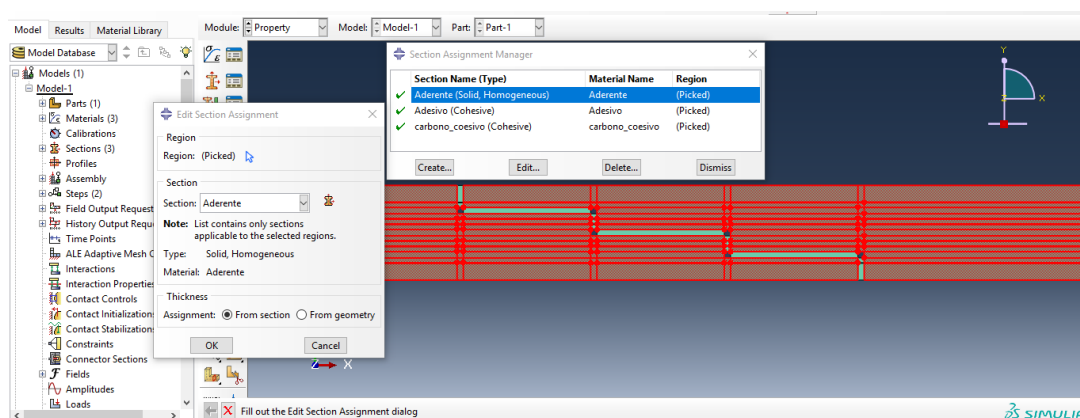 Model Results Material Library
Module: Property Model: Model-1 Part: Part-1
Model Database
Models (1)
Model-1
Parts (1)
Materials (3)
Calibrations
Sections (3)
Profiles
Assembly
Steps (2)
Field Output Request
History Output Requ
Time Points
ALE Adaptive Mesh C
Interactions
Interaction Properties
Contact Controls
Contact Initializations
Contact Stabilizations
Constraints
Connector Sections
Fields
Amplitudes
Loads
Edit Section Assignment
Region
Region: (Picked)
Section
Section: Aderente
Note: List contains only sections
applicable to the selected regions.
Type: Solid, Homogeneous
Material: Aderente
Thickness
Assignment: From section From geometry
OK Cancel
Section Assignment Manager
Section Name (Type) Material Name Region
Aderente (Solid, Homogeneous) Aderente (Picked)
Adesivo (Cohesive) Adesivo (Picked)
carbono_coesivo (Cohesive) carbono_coesivo (Picked)
Create... Edit... Delete... Dismiss
Y
X
Z X
Fill out the Edit Section Assignment dialog
SIMULIA